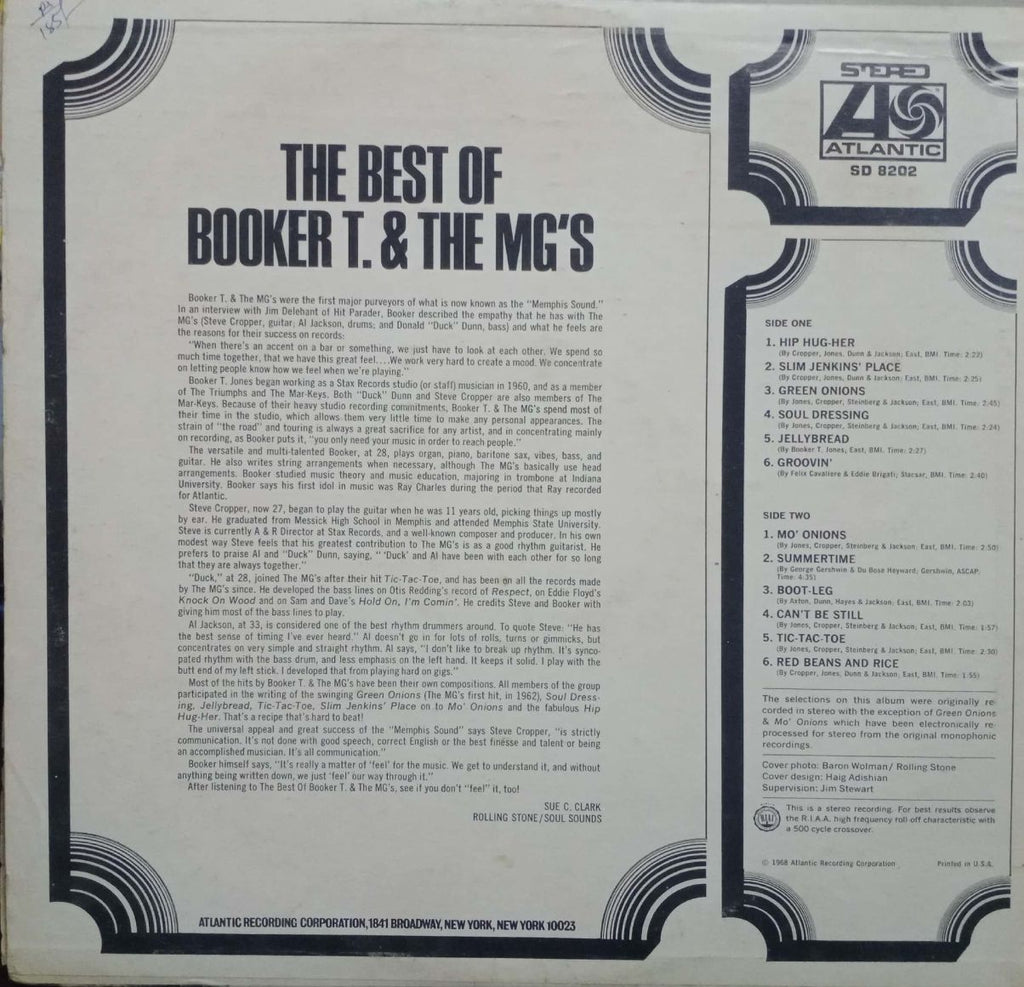 THE BEST OF
BOOKER T. & THE MG'S
Booker T. & The MG's were the first major purveyors of what is now known as the "Memphis Sound."
In an interview with Jim Delehant of Hit Parader, Booker described the empathy that he has with The
MG's (Steve Cropper, guitar; Al Jackson, drums; and Donald "Duck" Dunn, bass) and what he feels are
the reasons for their success on records:
"When there's an accent on a bar or something, we just have to look at each other. We spend so
much time together, that we have this great feel....We work very hard to create a mood. We concentrate
on letting people know how we feel when we're playing."
Booker T. Jones began working as a Stax Records studio (or staff) musician in 1960, and as a member
of The Triumphs and The Mar-Keys. Both "Duck" Dunn and Steve Cropper are also members of The
Mar-Keys. Because of their heavy studio recording commitments, Booker T. & The MG's spend most of
their time in the studio, which allows them very little time to make any personal appearances. The
strain of "the road" and touring is always a great sacrifice for any artist, and in concentrating mainly
on recording, as Booker puts it, "you only need your music in order to reach people."
The versatile and multi-talented Booker, at 28, plays organ, piano, baritone sax, vibes, bass, and
guitar. He also writes string arrangements when necessary, although The MG's basically use head
arrangements. Booker studied music theory and music education, majoring in trombone at Indiana
University. Booker says his first idol in music was Ray Charles during the period that Ray recorded
for Atlantic.
Steve Cropper, now 27, began to play the guitar when he was 11 years old, picking things up mostly
by ear. He graduated from Messick High School in Memphis and attended Memphis State University.
Steve is currently A & R Director at Stax Records, and a well-known composer and producer. In his own
modest way Steve feels that his greatest contribution to The MG's is as a good rhythm guitarist. He
prefers to praise Al and "Duck" Dunn, saying, " 'Duck' and Al have been with each other for so long
that they are always together."
"Duck," at 28, joined The MG's after their hit Tic-Tac-Toe, and has been on all the records made
by The MG's since. He developed the bass lines on Otis Redding's record of Respect, on Eddie Floyd's
Knock On Wood and on Sam and Dave's Hold On, I'm Comin'. He credits Steve and Booker with
giving him most of the bass lines to play.
Al Jackson, at 33, is considered one of the best rhythm drummers around. To quote Steve: "He has
the best sense of timing I've ever heard." Al doesn't go in for lots of rolls, turns or gimmicks, but
concentrates on very simple and straight rhythm. Al says, "I don't like to break up rhythm. It's synco-
pated rhythm with the bass drum, and less emphasis on the left hand. It keeps it solid. I play with the
butt end of my left stick. I developed that from playing hard on gigs."
Most of the hits by Booker T. & The MG's have been their own compositions. All members of the group
participated in the writing of the swinging Green Onions (The MG's first hit, in 1962), Soul Dress-
ing, Jellybread, Tic-Tac-Toe, Slim Jenkins' Place on to Mo' Onions and the fabulous Hip
Hug-Her. That's a recipe that's hard to beat!
The universal appeal and great success of the "Memphis Sound" says Steve Cropper, "is strictly
communication. It's not done with good speech, correct English or the best finesse and talent or being
an accomplished musician. It's all communication."
Booker himself says, "It's really a matter of 'feel' for the music. We get to understand it, and without
anything being written down, we just 'feel' our way through it."
After listening to The Best Of Booker T. & The MG's, see if you don't "feel" it, too!
SUE C. CLARK
ROLLING STONE/SOUL SOUNDS
ATLANTIC RECORDING CORPORATION, 1841 BROADWAY, NEW YORK, NEW YORK 10023
STEREO
ATLANTIC
SD 8202
SIDE ONE
1. HIP HUG-HER
(By Cropper, Jones, Dunn & Jackson; East, BMI. Time: 2:22)
2. SLIM JENKINS' PLACE
(By Cropper, Jones, Dunn & Jackson; East, BMI. Time: 2:25)
3. GREEN ONIONS
(By Jones, Cropper, Steinberg & Jackson; East, BMI. Time: 2:45)
4. SOUL DRESSING
(By Jones, Cropper, Steinberg & Jackson; East, BMI. Time: 2:24)
5. JELLYBREAD
(By Booker T. Jones, East, BMI. Time: 2:27)
6. GROOVIN'
(By Felix Cavaliere & Eddie Brigati; Slacsar, BMI. Time: 2:40)
SIDE TWO
1. MO' ONIONS
(By Jones, Cropper, Steinberg & Jackson; East, BMI. Time: 2:50)
2. SUMMERTIME
(By George Gershwin & Du Bose Heyward; Gershwin, ASCAP.
Time: 4:35)
3. BOOT-LEG
(By Axton, Dunn, Hayes & Jackson; East, BMI. Time: 2:03)
4. CAN'T BE STILL
(By Jones, Cropper, Steinberg & Jackson; East, BMI. Time: 1:57)
5. TIC-TAC-TOE
(By Jones, Cropper, Steinberg & Jackson; East, BMI. Time: 2:30)
6. RED BEANS AND RICE
(By Cropper, Jones, Dunn & Jackson; East, BMI. Time: 1:55)
The selections on this album were originally re-
corded in stereo with the exception of Green Onions
& Mo' Onions which have been electronically re-
processed for stereo from the original monophonic
recordings.
Cover photo: Baron Wolman/ Rolling Stone
Cover design: Haig Adishian
Supervision: Jim Stewart
This is a stereo recording. For best results observe
the R.I.A.A. high frequency roll off characteristic with
a 500 cycle crossover.
© 1968 Atlantic Recording Corporation Printed in U.S.A.